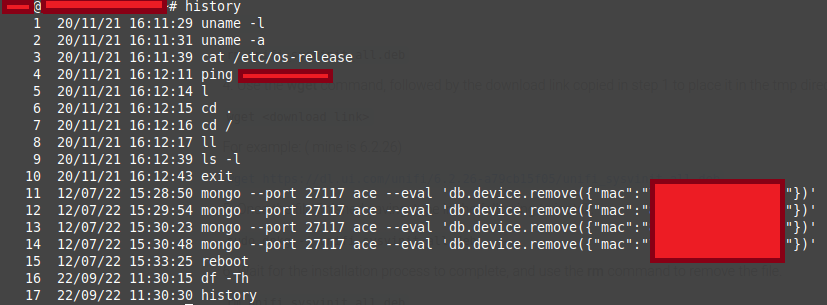 @ # history
1 20/11/21 16:11:29 uname -l
2 20/11/21 16:11:31 uname -a
3 20/11/21 16:11:39 cat /etc/os-release
4 20/11/21 16:12:11 ping
5 20/11/21 16:12:14 l
6 20/11/21 16:12:15 cd .
7 20/11/21 16:12:16 cd /
8 20/11/21 16:12:17 ll
9 20/11/21 16:12:39 ls -l
10 20/11/21 16:12:43 exit
11 12/07/22 15:28:50 mongo --port 27117 ace --eval 'db.device.remove({"mac":" "})'
12 12/07/22 15:29:54 mongo --port 27117 ace --eval 'db.device.remove({"mac":" "})'
13 12/07/22 15:30:23 mongo --port 27117 ace --eval 'db.device.remove({"mac":" "})'
14 12/07/22 15:30:48 mongo --port 27117 ace --eval 'db.device.remove({"mac":" "})'
15 12/07/22 15:33:25 reboot
16 22/09/22 11:30:15 df -Th
17 22/09/22 11:30:30 history